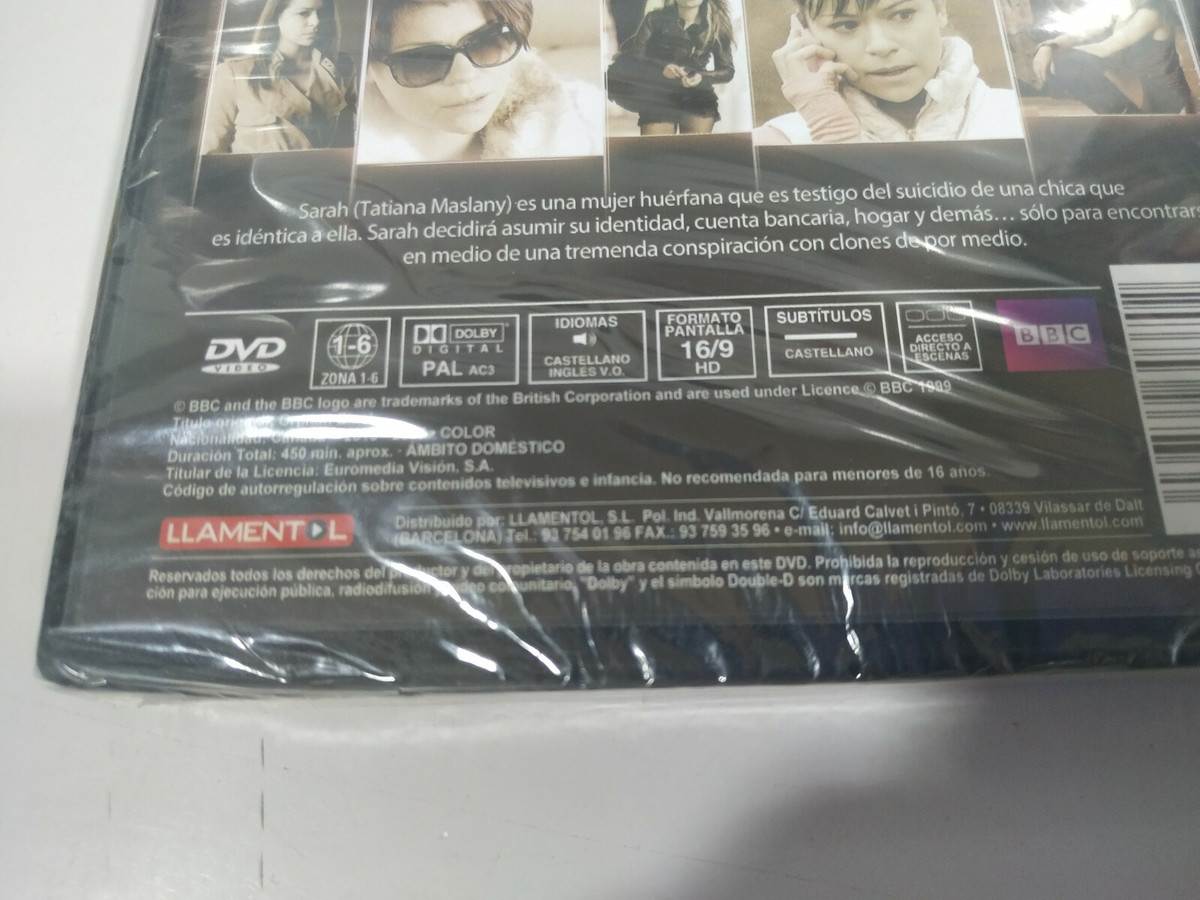 Sarah (Tatiana Maslany) es una mujer huérfana que es testigo del suicidio de una chica que
es idéntica a ella. Sarah decidirá asumir su identidad, cuenta bancaria, hogar y demás... sólo para encontrar
en medio de una tremenda conspiración con clones de por medio.
DVD
VIDEO
1-6
ZONA 1-6
DOLBY
DIGITAL
PAL AC3
IDIOMAS
CASTELLANO
INGLÉS V.O.
FORMATO
PANTALLA
16/9
HD
SUBTÍTULOS
CASTELLANO
ACCESO
DIRECTO A
ESCENAS
BBC
© BBC and the BBC logo are trademarks of the British Corporation and are used under Licence © BBC 1999
Título
Nacionalidad: COLOR
Duración Total: 450 min. aprox. · ÁMBITO DOMÉSTICO
Titular de la Licencia: Euromedia Visión, S.A.
Código de autorregulación sobre contenidos televisivos e infancia. No recomendada para menores de 16 años.
LLAMENTOL
Distribuido por: LLAMENTOL, S.L. Pol. Ind. Vallmorena C/ Eduard Calvet i Pintó, 7 • 08339 Vilassar de Dalt
(BARCELONA) Tel.: 93 754 01 96 FAX.: 93 759 35 96 • e-mail: info@llamentol.com • www.llamentol.com
Reservados todos los derechos del productor y del propietario de la obra contenida en este DVD. Prohibida la reproducción y cesión de uso de soporte
ción para ejecución pública, radiodifusión comunitario. "Dolby" y el símbolo Double-D son marcas registradas de Dolby Laboratories Licensing